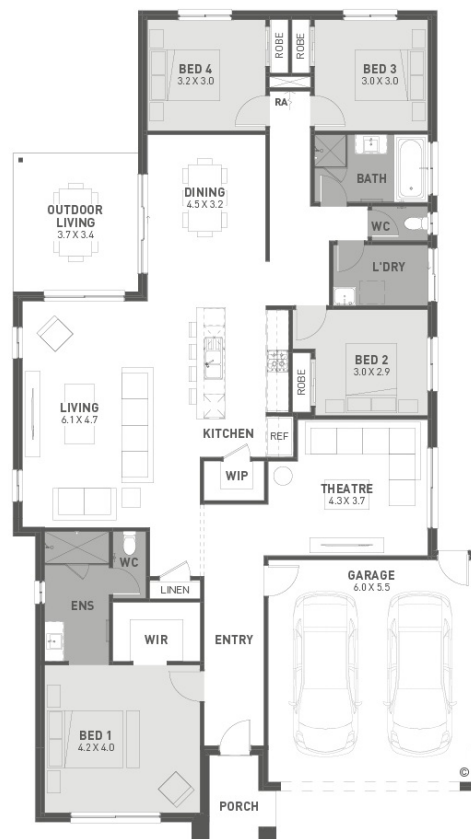 ROBE
ROBE
BED 4
3.2 X 3.0
BED 3
3.0 X 3.0
RA
DINING
4.5 X 3.2
BATH
OUTDOOR
LIVING
3.7 X 3.4
WC
L'DRY
BED 2
3.0 X 2.9
ROBE
LIVING
6.1 X 4.7
KITCHEN
REF
WIP
THEATRE
4.3 X 3.7
WC
LINEN
GARAGE
6.0 X 5.5
ENS
WIR
ENTRY
BED 1
4.2 X 4.0
PORCH
©